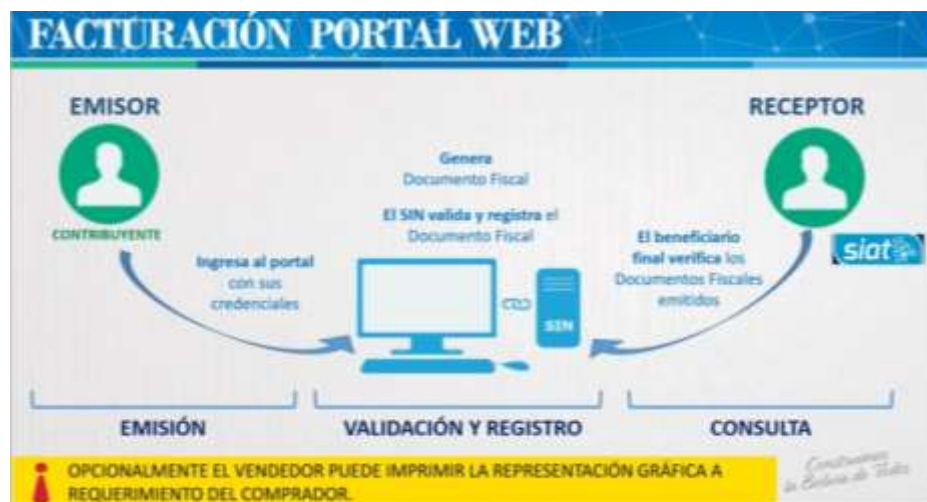 FACTURACIÓN PORTAL WEB
EMISOR
CONTRIBUYENTE
Ingresa al portal
con sus
credenciales
Genera
Documento Fiscal
El SIN valida y registra el
Documento Fiscal
SIN
RECEPTOR
siat
El beneficiario
final verifica los
Documentos Fiscales
emitidos
EMISIÓN
VALIDACIÓN Y REGISTRO
CONSULTA
OPCIONALMENTE EL VENDEDOR PUEDE IMPRIMIR LA REPRESENTACIÓN GRÁFICA A
REQUERIMIENTO DEL COMPRADOR.